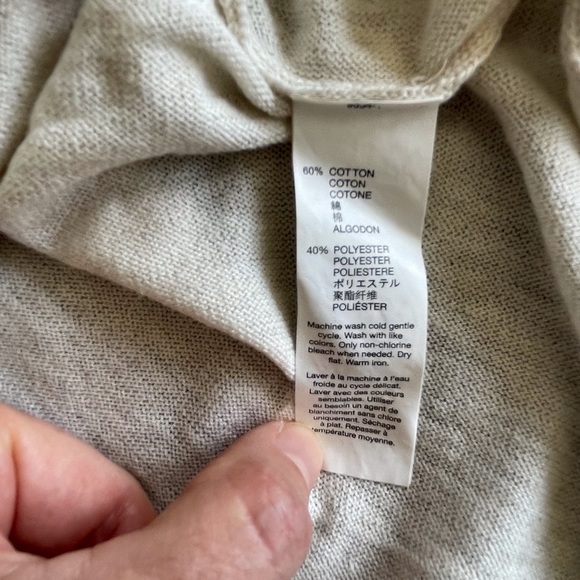 60% COTTON
COTON
COTONE
綿
棉
ALGODON
40% POLYESTER
POLYESTER
POLIESTERE
ポリエステル
聚酯纤维
POLIÉSTER
Machine wash cold gentle
cycle. Wash with like
colors. Only non-chlorine
bleach when needed. Dry
flat. Warm iron.
Laver à la machine à l'eau
froide au cycle délicat.
Laver avec des couleurs
semblables. Utiliser
au besoin un agent de
blanchiment sans chlore
uniquement. Séchage
à plat. Repasser à
température moyenne.